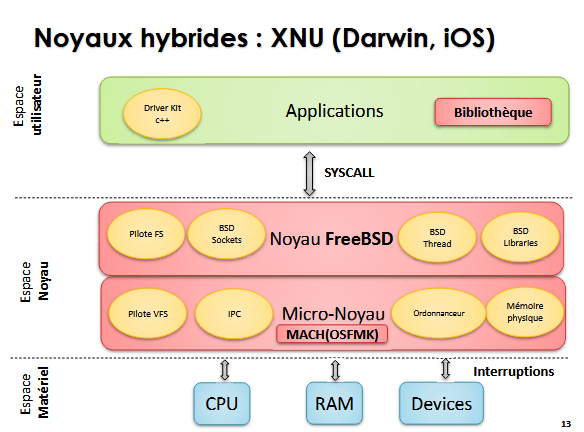 Noyaux hybrides : XNU (Darwin, iOS)
Espace
utilisateur
Driver Kit
c++
Applications
Bibliothèque
SYSCALL
Espace
Noyau
Pilote FS
BSD
Sockets
Noyau FreeBSD
BSD
Thread
BSD
Libraries
Pilote VFS
IPC
Micro-Noyau
MACH(OSFMK)
Ordonnanceur
Mémoire
physique
Interruptions
Espace
Matériel
CPU
RAM
Devices
13